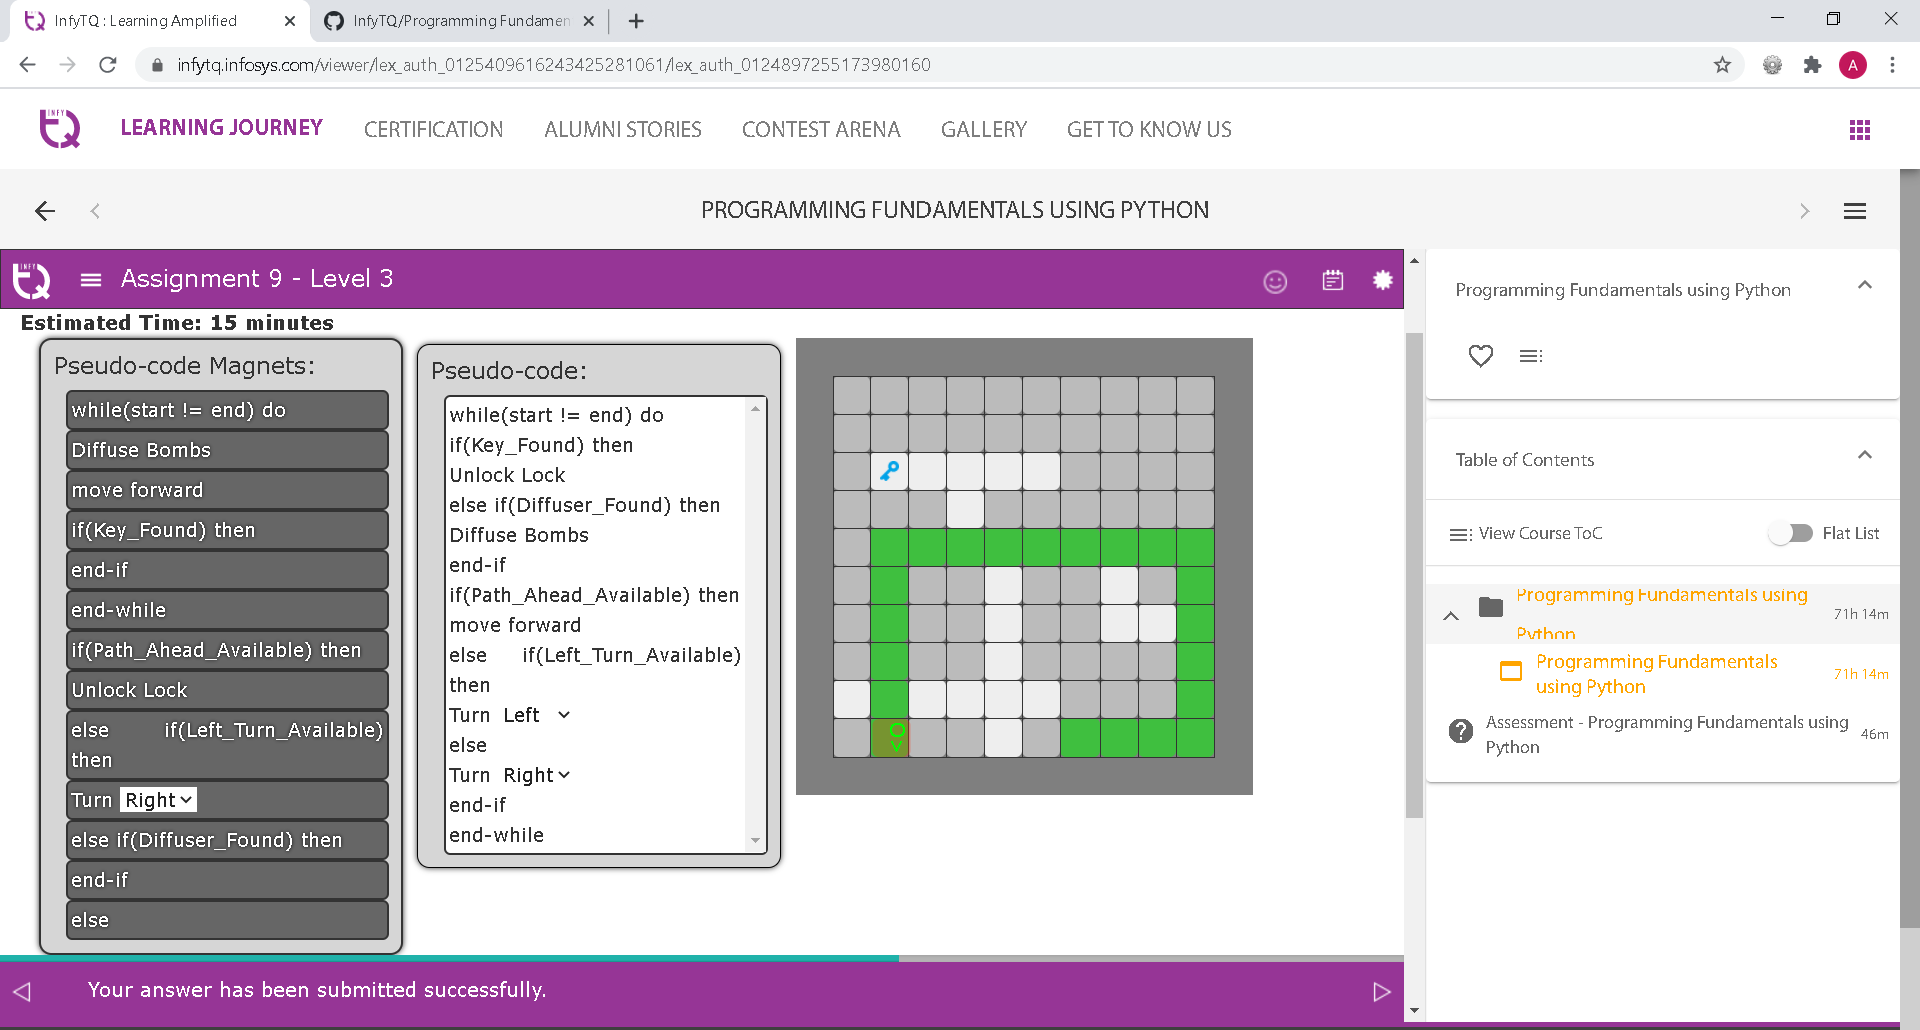 InfyTQ : Learning Amplified
InfyTQ/Programming Fundamen
infytq.infosys.com/viewer/lex_auth_0125409616243425281061/lex_auth_0124897255173980160
A
INFY
TQ
LEARNING JOURNEY
CERTIFICATION
ALUMNI STORIES
CONTEST ARENA
GALLERY
GET TO KNOW US
PROGRAMMING FUNDAMENTALS USING PYTHON
INFY
TQ
Assignment 9 - Level 3
Estimated Time: 15 minutes
Pseudo-code Magnets:
while(start != end) do
Diffuse Bombs
move forward
if(Key_Found) then
end-if
end-while
if(Path_Ahead_Available) then
Unlock Lock
else if(Left_Turn_Available)
then
Turn Right
else if(Diffuser_Found) then
end-if
else
Pseudo-code:
while(start != end) do
if(Key_Found) then
Unlock Lock
else if(Diffuser_Found) then
Diffuse Bombs
end-if
if(Path_Ahead_Available) then
move forward
else if(Left_Turn_Available)
then
Turn Left
else
Turn Right
end-if
end-while
Your answer has been submitted successfully.
Programming Fundamentals using Python
Table of Contents
View Course ToC
Flat List
Programming Fundamentals using
Python
71h 14m
Programming Fundamentals
using Python
71h 14m
Assessment - Programming Fundamentals using
Python
46m